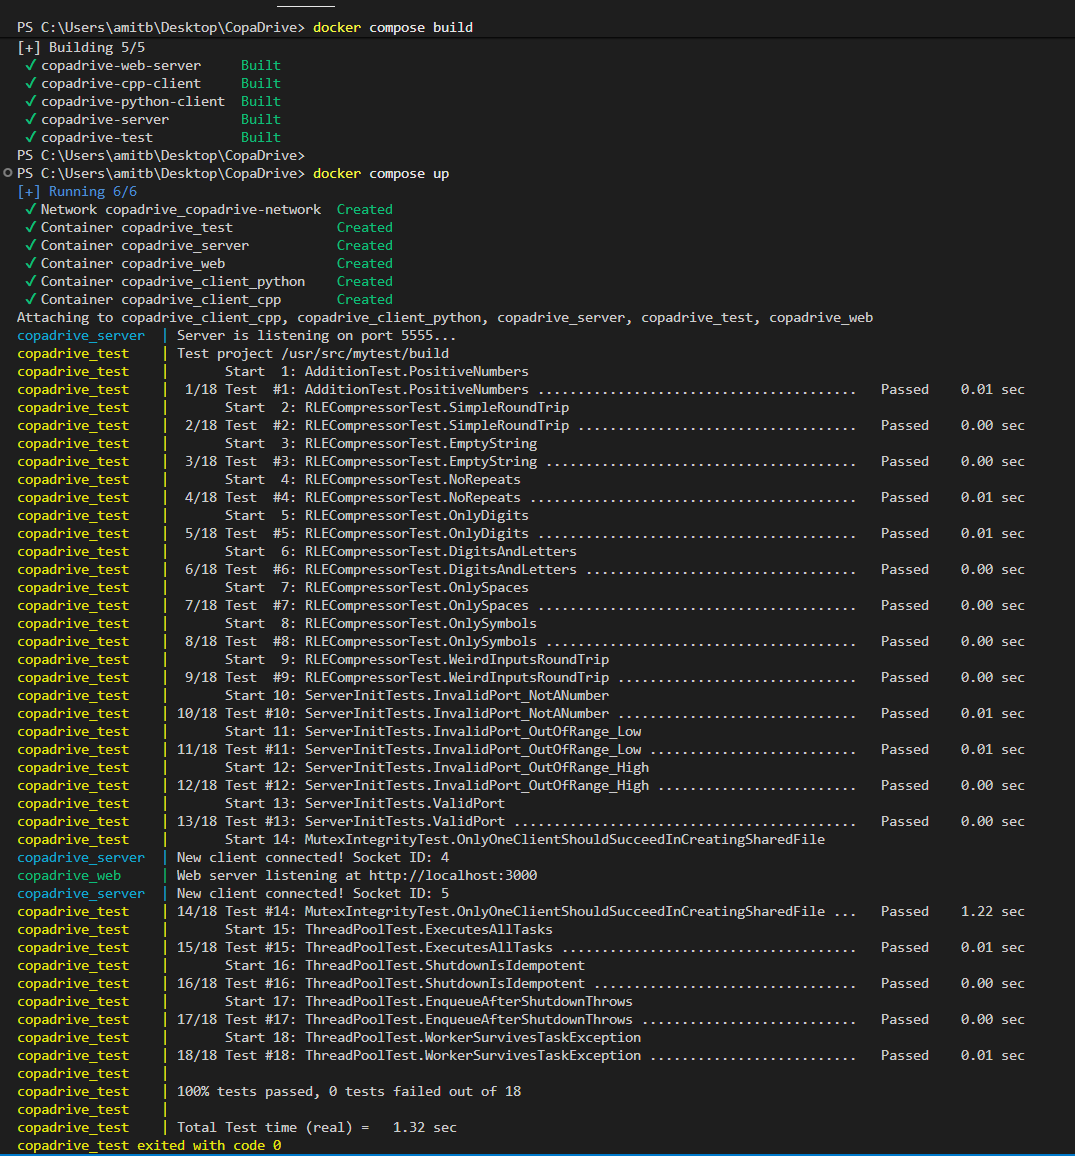 PS C:\Users\amitb\Desktop\CopaDrive> docker compose build
[+] Building 5/5
✓ copadrive-web-server Built
✓ copadrive-cpp-client Built
✓ copadrive-python-client Built
✓ copadrive-server Built
✓ copadrive-test Built
PS C:\Users\amitb\Desktop\CopaDrive>
PS C:\Users\amitb\Desktop\CopaDrive> docker compose up
[+] Running 6/6
✓ Network copadrive_copadrive-network Created
✓ Container copadrive_test Created
✓ Container copadrive_server Created
✓ Container copadrive_web Created
✓ Container copadrive_client_python Created
✓ Container copadrive_client_cpp Created
Attaching to copadrive_client_cpp, copadrive_client_python, copadrive_server, copadrive_test, copadrive_web
copadrive_server | Server is listening on port 5555...
copadrive_test | Test project /usr/src/mytest/build
copadrive_test | Start 1: AdditionTest.PositiveNumbers
copadrive_test | 1/18 Test #1: AdditionTest.PositiveNumbers ........................................ Passed 0.01 sec
copadrive_test | Start 2: RLECompressorTest.SimpleRoundTrip
copadrive_test | 2/18 Test #2: RLECompressorTest.SimpleRoundTrip ................................... Passed 0.00 sec
copadrive_test | Start 3: RLECompressorTest.EmptyString
copadrive_test | 3/18 Test #3: RLECompressorTest.EmptyString ....................................... Passed 0.00 sec
copadrive_test | Start 4: RLECompressorTest.NoRepeats
copadrive_test | 4/18 Test #4: RLECompressorTest.NoRepeats ......................................... Passed 0.01 sec
copadrive_test | Start 5: RLECompressorTest.OnlyDigits
copadrive_test | 5/18 Test #5: RLECompressorTest.OnlyDigits ........................................ Passed 0.01 sec
copadrive_test | Start 6: RLECompressorTest.DigitsAndLetters
copadrive_test | 6/18 Test #6: RLECompressorTest.DigitsAndLetters .................................. Passed 0.00 sec
copadrive_test | Start 7: RLECompressorTest.OnlySpaces
copadrive_test | 7/18 Test #7: RLECompressorTest.OnlySpaces ........................................ Passed 0.00 sec
copadrive_test | Start 8: RLECompressorTest.OnlySymbols
copadrive_test | 8/18 Test #8: RLECompressorTest.OnlySymbols ....................................... Passed 0.00 sec
copadrive_test | Start 9: RLECompressorTest.WeirdInputsRoundTrip
copadrive_test | 9/18 Test #9: RLECompressorTest.WeirdInputsRoundTrip .............................. Passed 0.00 sec
copadrive_test | Start 10: ServerInitTests.InvalidPort_NotANumber
copadrive_test | 10/18 Test #10: ServerInitTests.InvalidPort_NotANumber .............................. Passed 0.01 sec
copadrive_test | Start 11: ServerInitTests.InvalidPort_OutOfRange_Low
copadrive_test | 11/18 Test #11: ServerInitTests.InvalidPort_OutOfRange_Low .......................... Passed 0.01 sec
copadrive_test | Start 12: ServerInitTests.InvalidPort_OutOfRange_High
copadrive_test | 12/18 Test #12: ServerInitTests.InvalidPort_OutOfRange_High ......................... Passed 0.00 sec
copadrive_test | Start 13: ServerInitTests.ValidPort
copadrive_test | 13/18 Test #13: ServerInitTests.ValidPort ........................................... Passed 0.00 sec
copadrive_test | Start 14: MutexIntegrityTest.OnlyOneClientShouldSucceedInCreatingSharedFile
copadrive_server | New client connected! Socket ID: 4
copadrive_web | Web server listening at http://localhost:3000
copadrive_server | New client connected! Socket ID: 5
copadrive_test | 14/18 Test #14: MutexIntegrityTest.OnlyOneClientShouldSucceedInCreatingSharedFile ... Passed 1.22 sec
copadrive_test | Start 15: ThreadPoolTest.ExecutesAllTasks
copadrive_test | 15/18 Test #15: ThreadPoolTest.ExecutesAllTasks ..................................... Passed 0.01 sec
copadrive_test | Start 16: ThreadPoolTest.ShutdownIsIdempotent
copadrive_test | 16/18 Test #16: ThreadPoolTest.ShutdownIsIdempotent ................................. Passed 0.00 sec
copadrive_test | Start 17: ThreadPoolTest.EnqueueAfterShutdownThrows
copadrive_test | 17/18 Test #17: ThreadPoolTest.EnqueueAfterShutdownThrows ........................... Passed 0.00 sec
copadrive_test | Start 18: ThreadPoolTest.WorkerSurvivesTaskException
copadrive_test | 18/18 Test #18: ThreadPoolTest.WorkerSurvivesTaskException .......................... Passed 0.01 sec
copadrive_test |
copadrive_test | 100% tests passed, 0 tests failed out of 18
copadrive_test |
copadrive_test | Total Test time (real) = 1.32 sec
copadrive_test exited with code 0